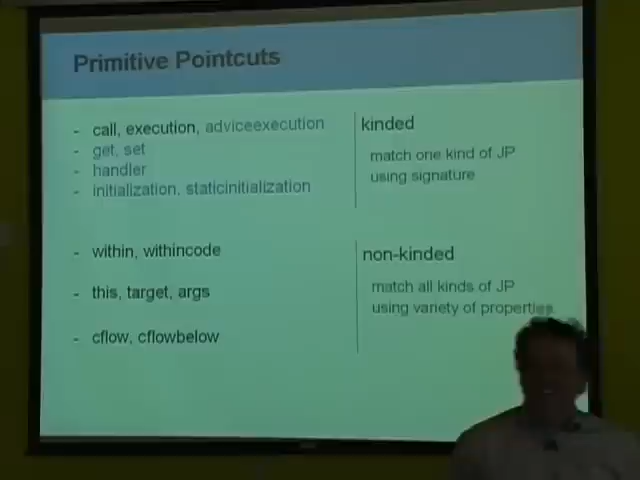 Primitive Pointcuts
- call, execution, adviceexecution
- get, set
- handler
- initialization, staticinitialization
kinded
match one kind of JP
using signature
- within, withincode
- this, target, args
- cflow, cflowbelow
non-kinded
match all kinds of JP
using variety of properties